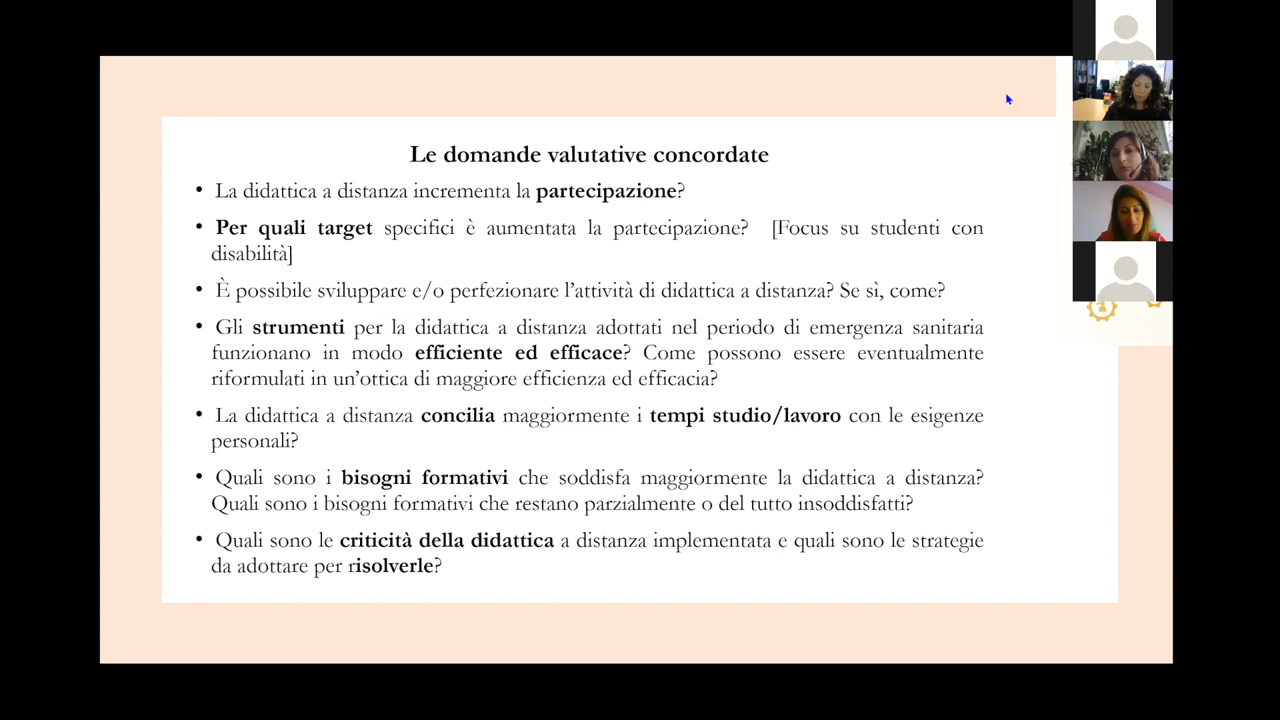 Le domande valutative concordate
• La didattica a distanza incrementa la partecipazione?
• Per quali target specifici è aumentata la partecipazione? [Focus su studenti con
disabilità]
• È possibile sviluppare e/o perfezionare l’attività di didattica a distanza? Se sì, come?
• Gli strumenti per la didattica a distanza adottati nel periodo di emergenza sanitaria
funzionano in modo efficiente ed efficace? Come possono essere eventualmente
riformulati in un’ottica di maggiore efficienza ed efficacia?
• La didattica a distanza concilia maggiormente i tempi studio/lavoro con le esigenze
personali?
• Quali sono i bisogni formativi che soddisfa maggiormente la didattica a distanza?
Quali sono i bisogni formativi che restano parzialmente o del tutto insoddisfatti?
• Quali sono le criticità della didattica a distanza implementata e quali sono le strategie
da adottare per risolverle?